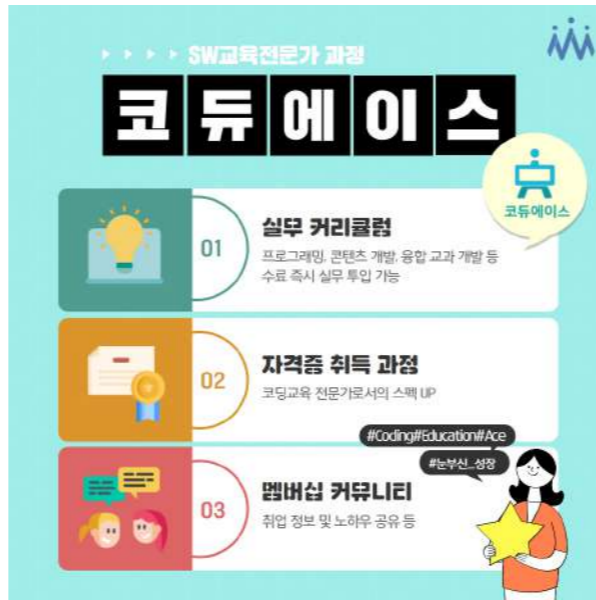 SW교육전문가 과정
코듀에이스
코듀에이스
01
실무 커리큘럼
프로그래밍, 콘텐츠 개발, 융합 교과 개발 등
수료 즉시 실무 투입 가능
02
자격증 취득 과정
코딩교육 전문가로서의 스펙 UP
#Coding#Education#Ace
#눈부신_성장
03
멤버십 커뮤니티
취업 정보 및 노하우 공유 등